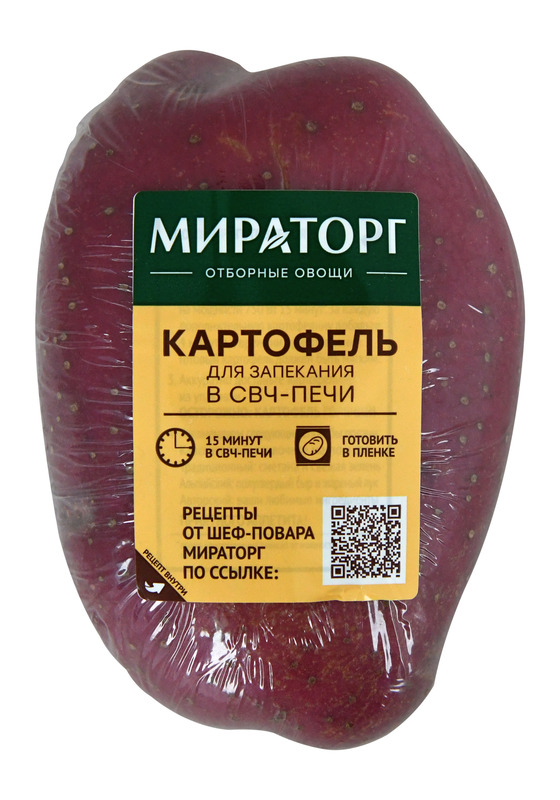 МИРАТОРГ
ОТБОРНЫЕ ОВОЩИ
КАРТОФЕЛЬ
ДЛЯ ЗАПЕКАНИЯ
В СВЧ-ПЕЧИ
15 МИНУТ
В СВЧ-ПЕЧИ
ГОТОВИТЬ
В ПЛЕНКЕ
РЕЦЕПТЫ
ОТ ШЕФ-ПОВАРА
МИРАТОРГ
ПО ССЫЛКЕ:
РЕЦЕПТ ВНУТРИ